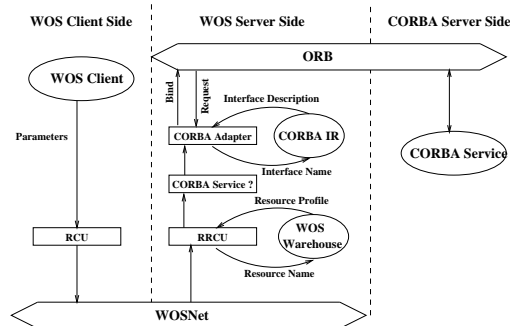 WOS Client Side
WOS Server Side
CORBA Server Side
ORB
WOS Client
Bind
Request
Interface Description
Parameters
CORBA Adapter
CORBA IR
CORBA Service
Interface Name
CORBA Service ?
Resource Profile
RCU
RRCU
WOS
Warehouse
Resource Name
WOSNet